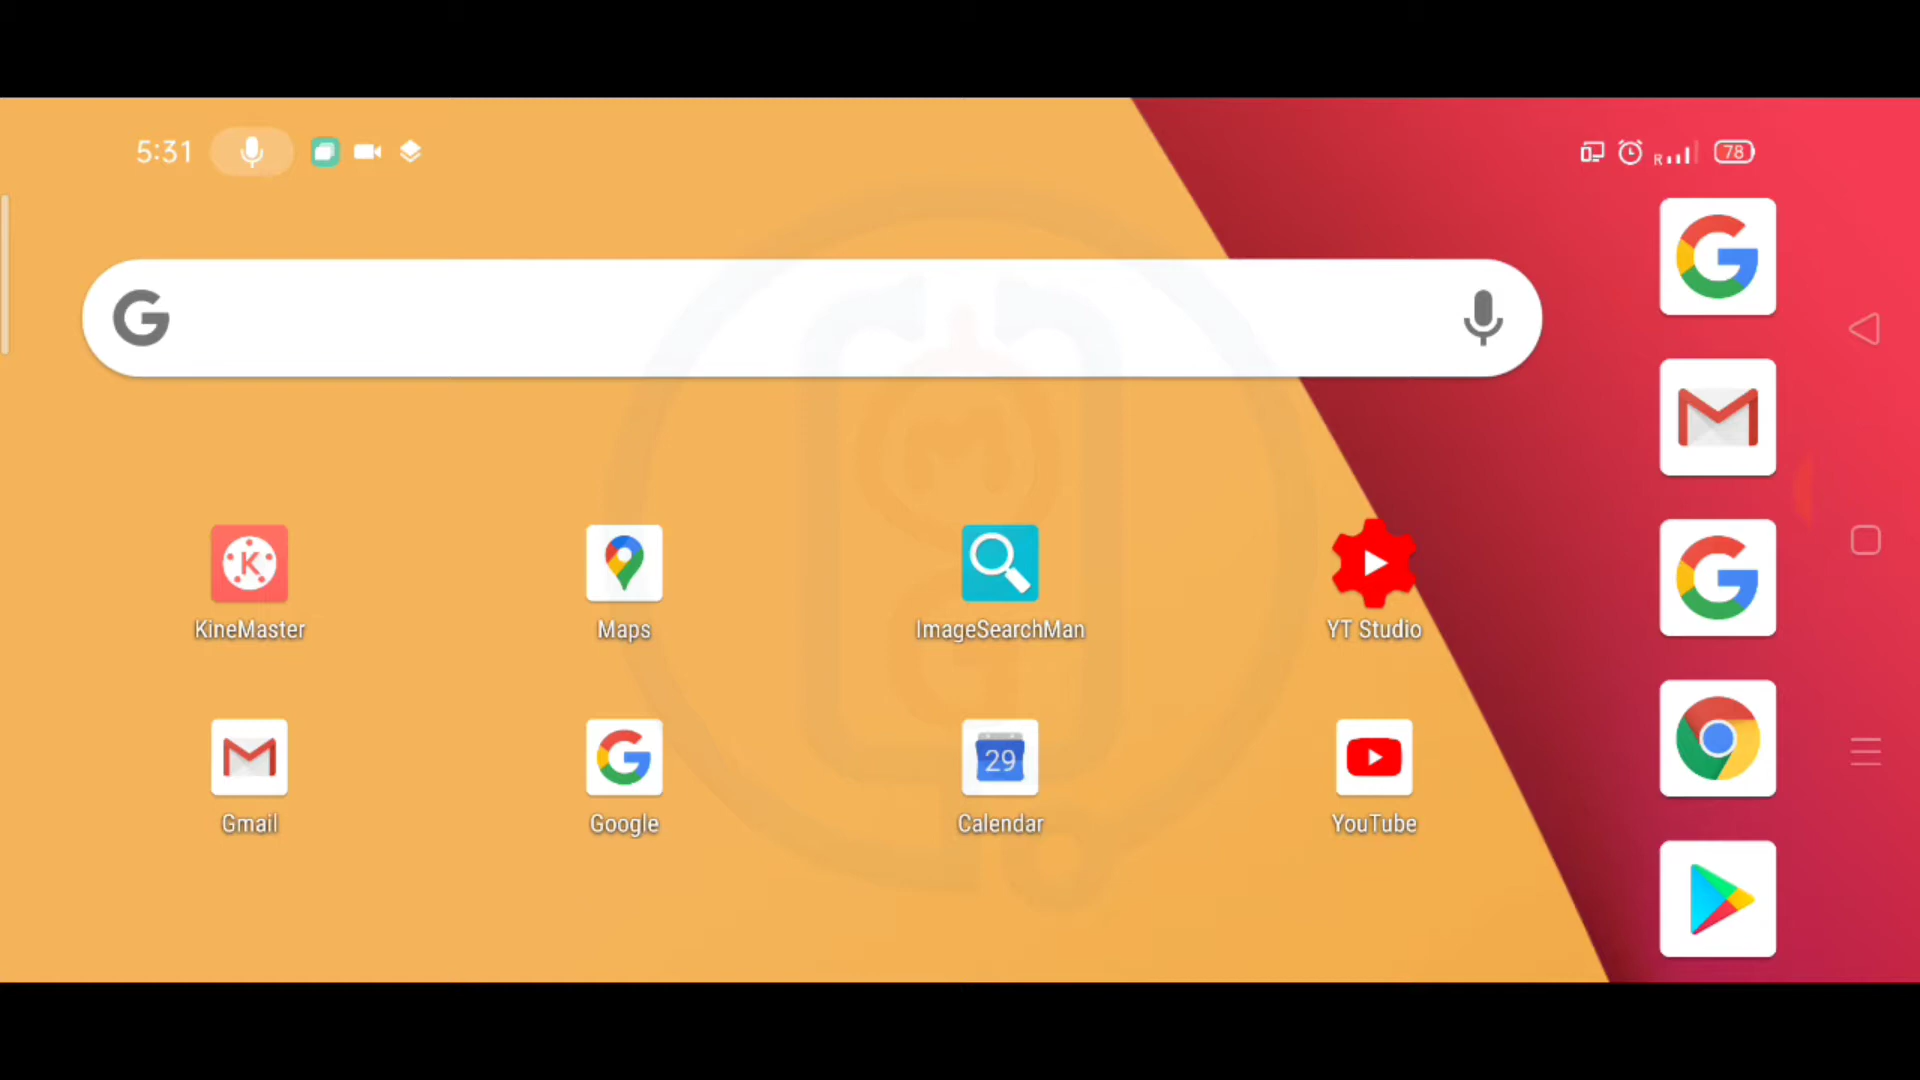 5:31
R
78
KineMaster
Maps
ImageSearchMan
YT Studio
Gmail
Google
29
Calendar
YouTube